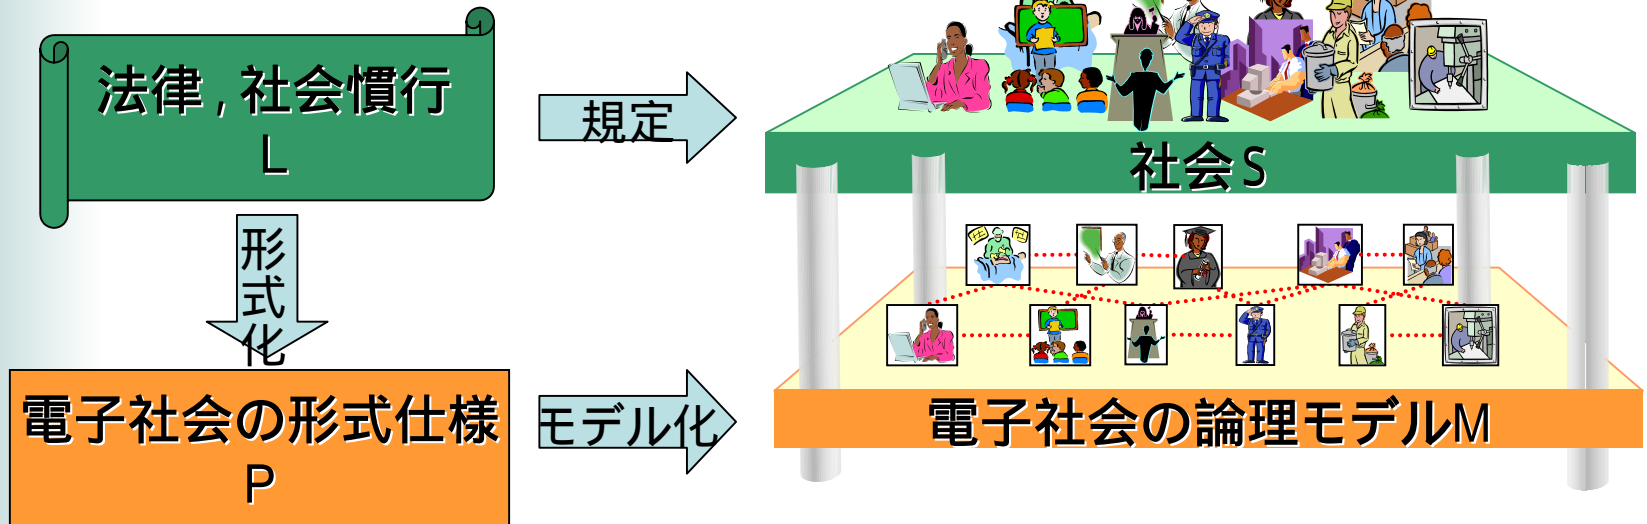 法律,社会慣行
L
規定
社会S
形
式
化
電子社会の形式仕様
P
モデル化
電子社会の論理モデルM